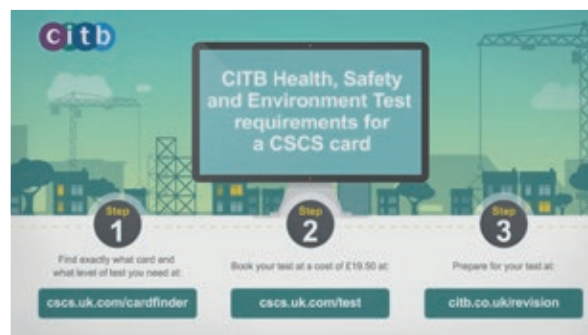 citb
CITB Health, Safety
and Environment Test
requirements for
a CSCS card
Step
1
Find exactly what card and
what level of test you need at:
cscs.uk.com/cardfinder
Step
2
Book your test at a cost of £19.50 at:
cscs.uk.com/test
Step
3
Prepare for your test at:
citb.co.uk/revision